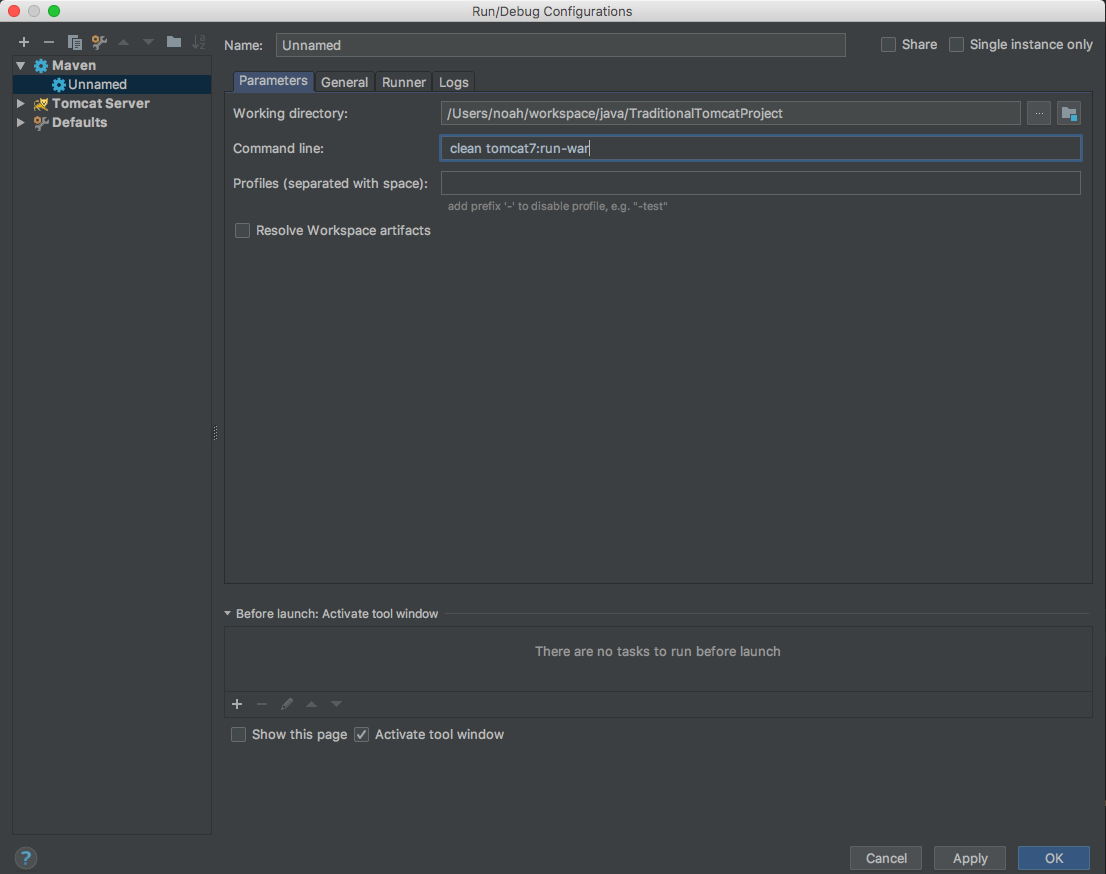 Run/Debug Configurations
Name: Unnamed Share Single instance only
Maven
Unnamed
Tomcat Server
Defaults
Parameters General Runner Logs
Working directory: /Users/noah/workspace/java/TraditionalTomcatProject ...
Command line: clean tomcat7:run-war
Profiles (separated with space):
add prefix '-' to disable profile, e.g. "-test"
Resolve Workspace artifacts
Before launch: Activate tool window
There are no tasks to run before launch
Show this page Activate tool window
? Cancel Apply OK